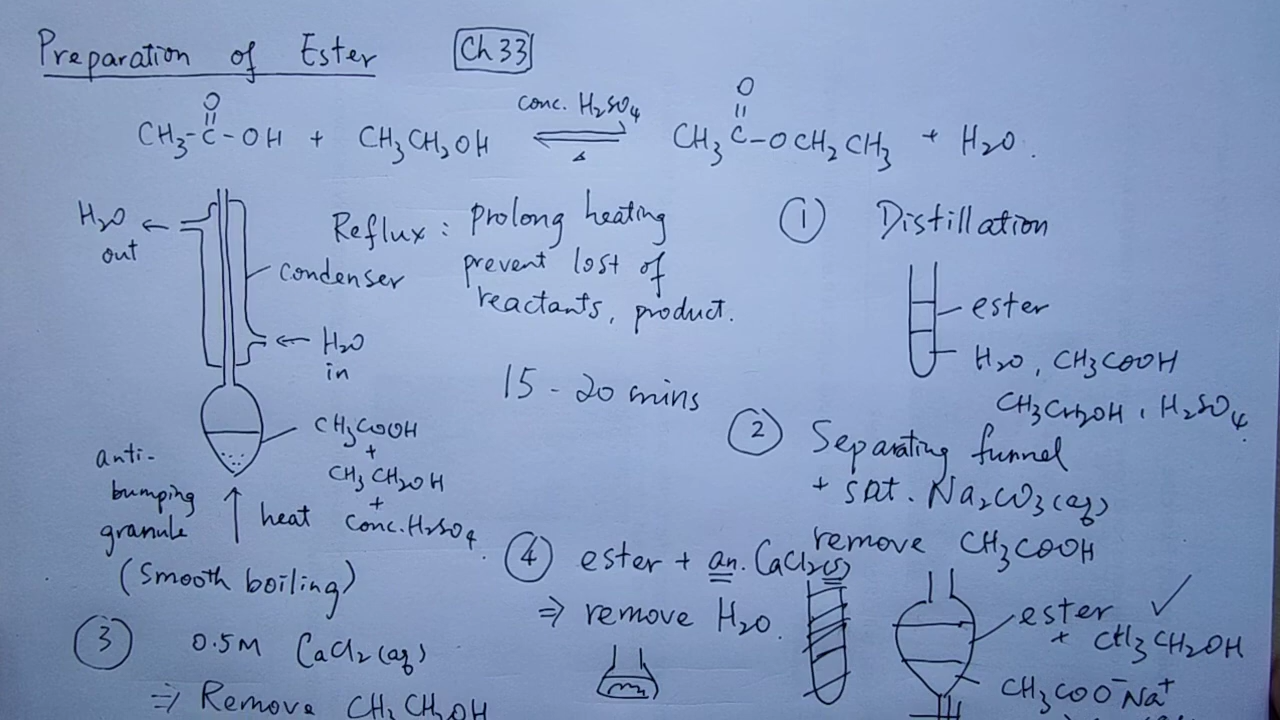 Preparation of Ester Ch 33
O O
CH3-C-OH + CH3CH2OH ⇌ CH3C-OCH2CH3 + H2O.
conc. H2SO4
Δ
H2O out
condenser
H2O in
Reflux : prolong heating
prevent lost of
reactants, product.
15 - 20 mins
CH3COOH
+
CH3CH2OH
+
Conc. H2SO4.
anti-
bumping
granule
heat
(smooth boiling)
① Distillation
ester
H2O, CH3COOH
CH3CH2OH, H2SO4.
② Separating funnel
+ sat. Na2CO3(aq)
remove CH3COOH
ester ✓
+ CH3CH2OH
CH3COO⁻Na⁺
③ 0.5M CaCl2(aq)
⇒ Remove CH3CH2OH
④ ester + an. CaCl2(s)
⇒ remove H2O.